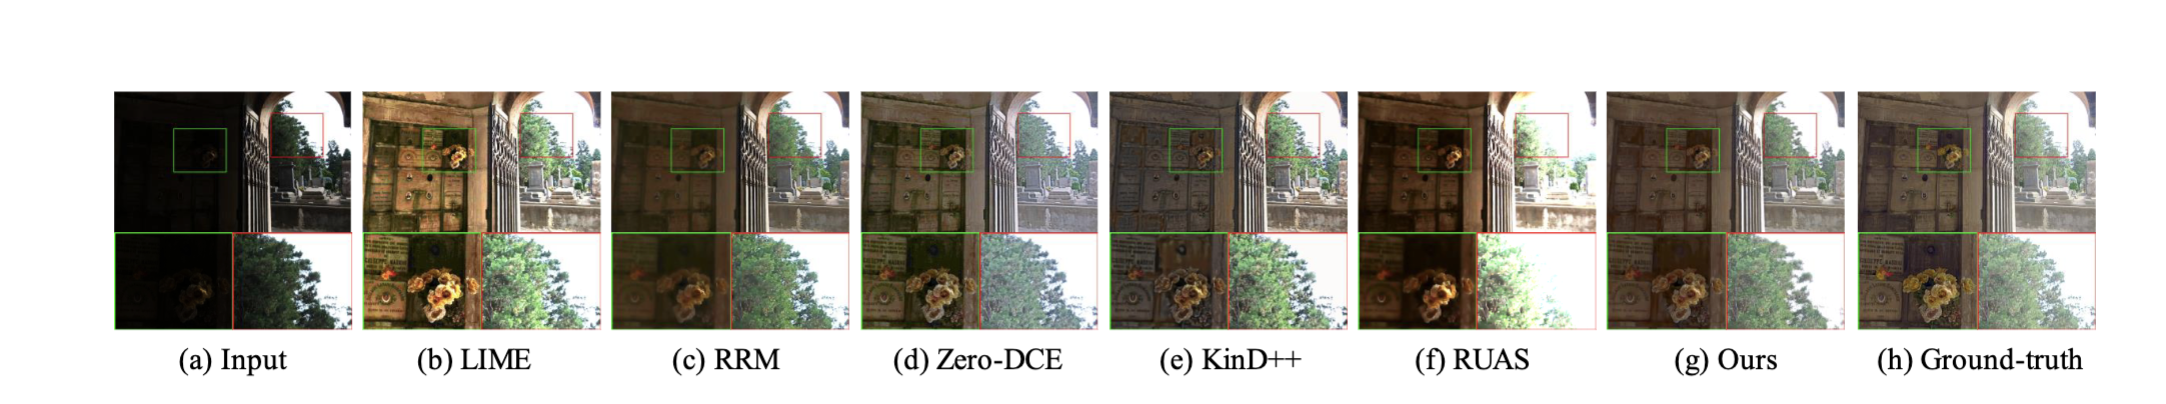 (a) Input
(b) LIME
(c) RRM
(d) Zero-DCE
(e) KinD++
(f) RUAS
(g) Ours
(h) Ground-truth